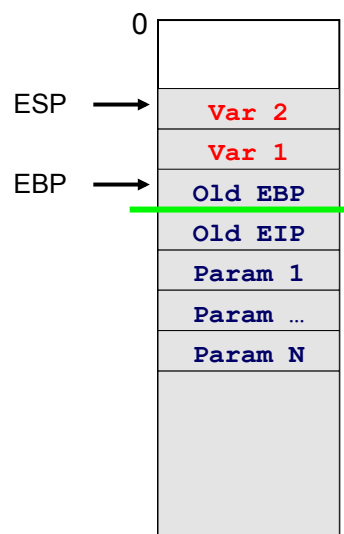 0
ESP
Var 2
Var 1
EBP
Old EBP
Old EIP
Param 1
Param …
Param N